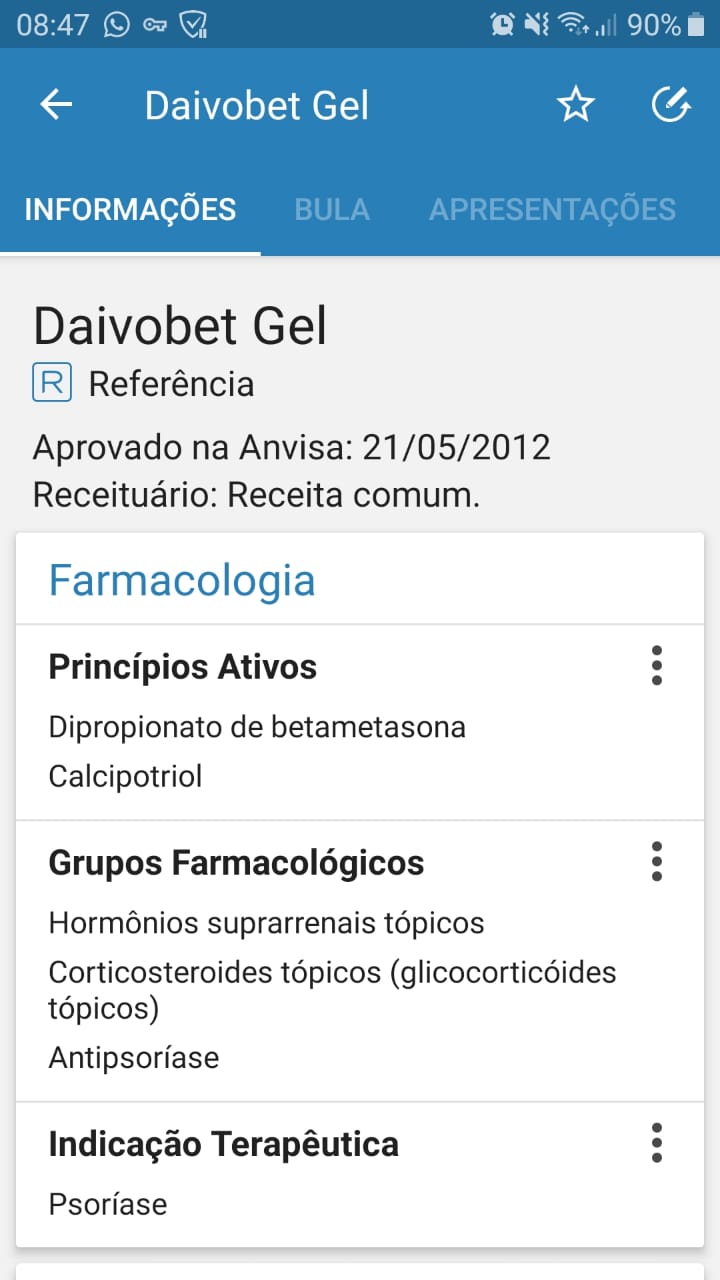 08:47 90%
Daivobet Gel
INFORMAÇÕES BULA APRESENTAÇÕES
Daivobet Gel
R Referência
Aprovado na Anvisa: 21/05/2012
Receituário: Receita comum.
Farmacologia
Princípios Ativos
Dipropionato de betametasona
Calcipotriol
Grupos Farmacológicos
Hormônios suprarrenais tópicos
Corticosteroides tópicos (glicocorticóides
tópicos)
Antipsoríase
Indicação Terapêutica
Psoríase